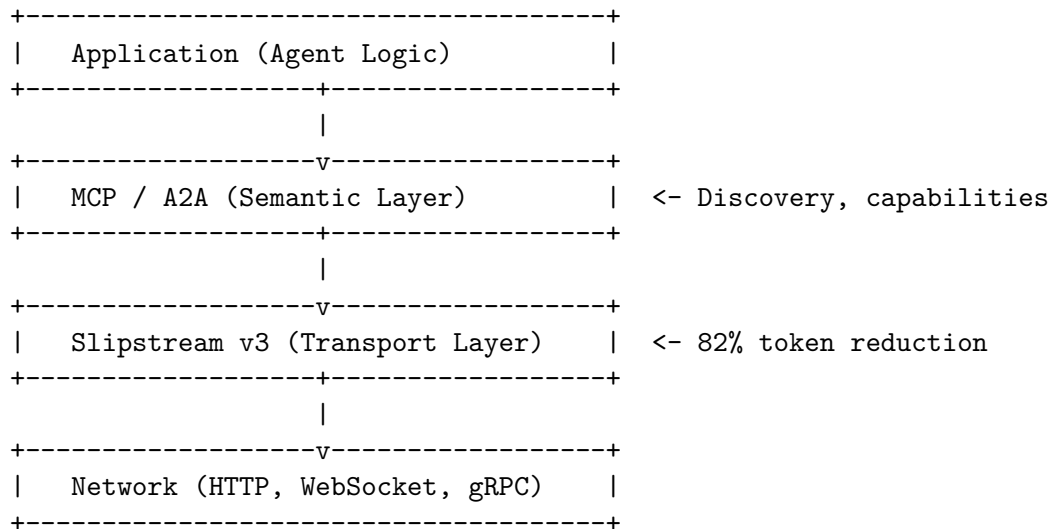 Application (Agent Logic)
MCP / A2A (Semantic Layer) <- Discovery, capabilities
Slipstream v3 (Transport Layer) <- 82% token reduction
Network (HTTP, WebSocket, gRPC)